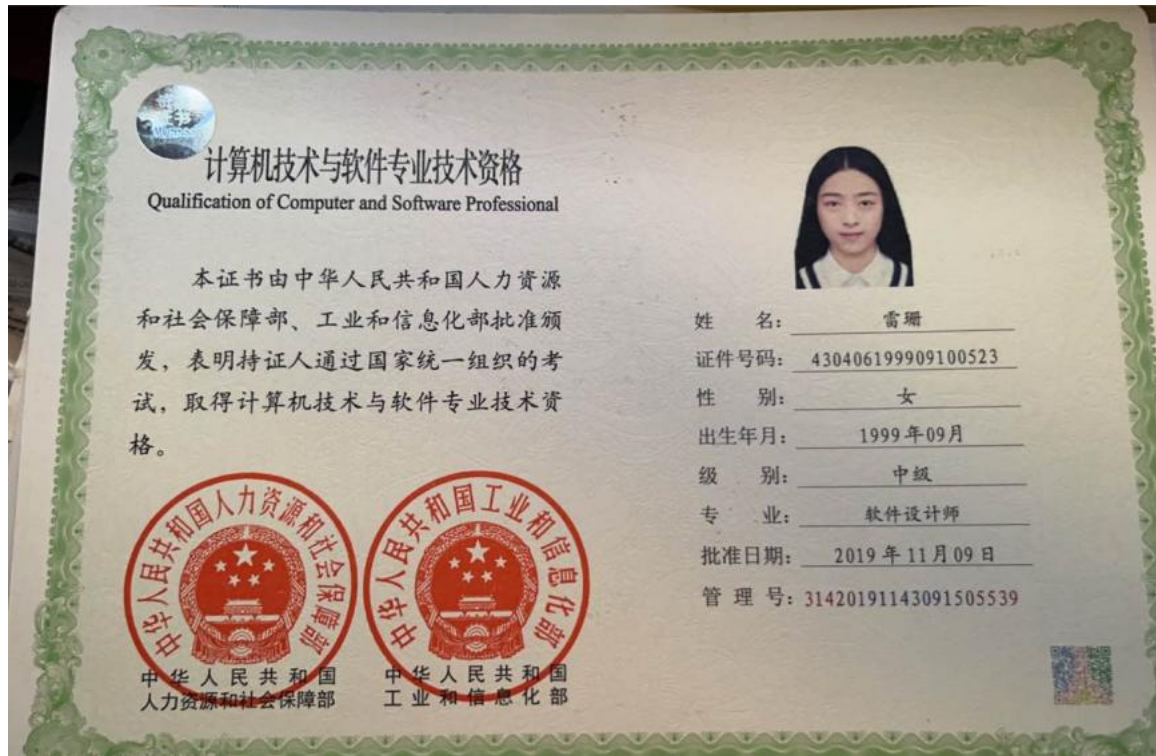 计算机技术与软件专业技术资格
Qualification of Computer and Software Professional
本证书由中华人民共和国人力资源
和社会保障部、工业和信息化部批准颁
发，表明持证人通过国家统一组织的考
试，取得计算机技术与软件专业技术资
格。
中华人民共和国人力资源和社会保障部
中华人民共和国工业和信息化部
中华人民共和国
人力资源和社会保障部
中华人民共和国
工业和信息化部
姓 名：雷珊
证件号码：430406199909100523
性 别：女
出生年月：1999年09月
级 别：中级
专 业：软件设计师
批准日期：2019年11月09日
管 理 号：31420191143091505539